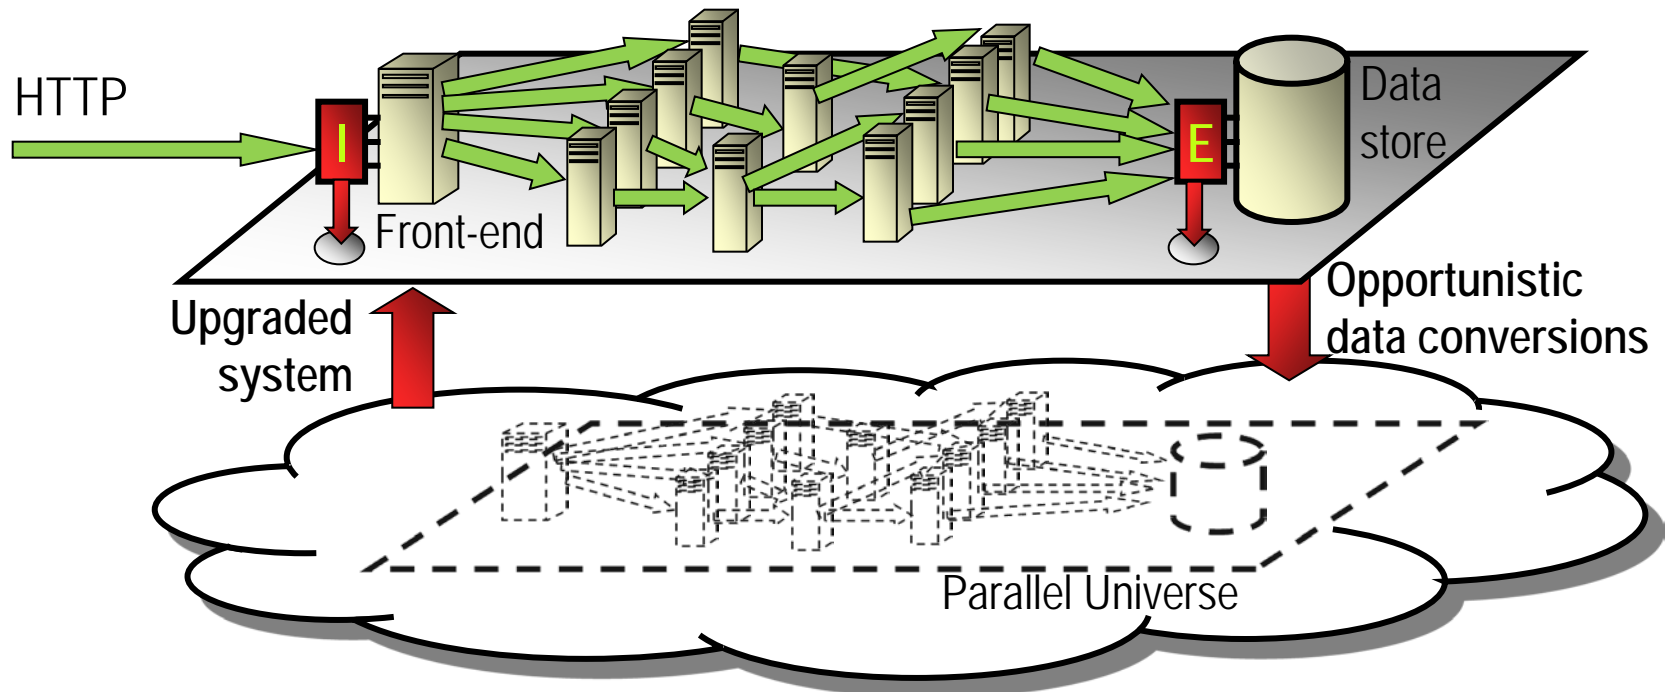 HTTP
I
Front-end
E
Data
store
Upgraded
system
Opportunistic
data conversions
Parallel Universe